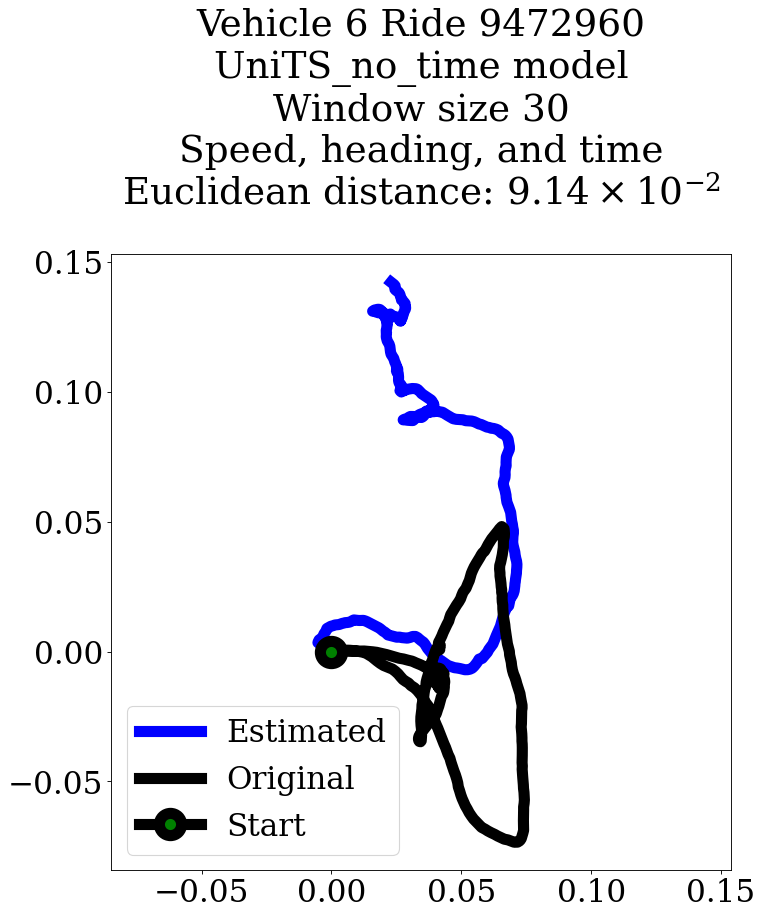 Vehicle 6 Ride 9472960
UniTS_no_time model
Window size 30
Speed, heading, and time
Euclidean distance: 9.14 × 10⁻²
0.15
0.10
0.05
0.00
−0.05
Estimated
Original
Start
−0.05 0.00 0.05 0.10 0.15